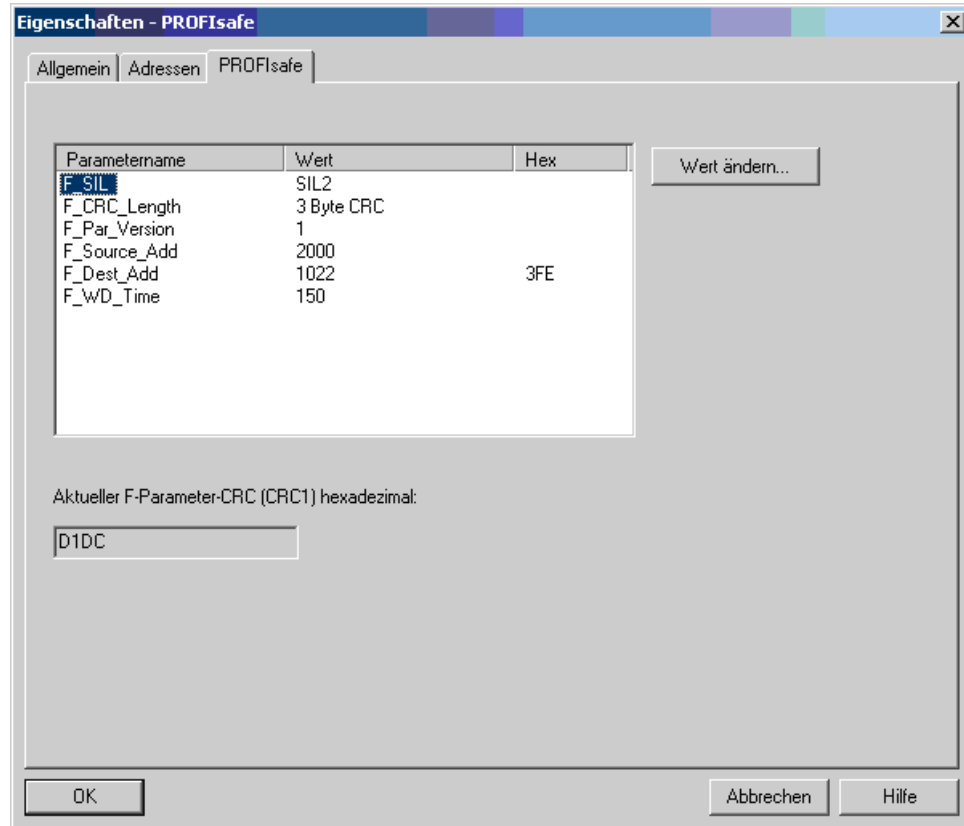 Eigenschaften - PROFIsafe
Allgemein Adressen PROFIsafe
Parametername Wert Hex
Wert ändern...
F_SIL SIL2
F_CRC_Length 3 Byte CRC
F_Par_Version 1
F_Source_Add 2000
F_Dest_Add 1022 3FE
F_WD_Time 150
Aktueller F-Parameter-CRC (CRC1) hexadezimal:
D1DC
OK Abbrechen Hilfe